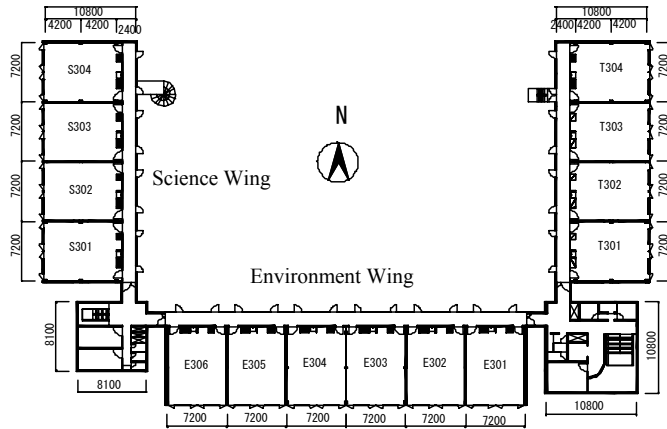 10800
10800
4200
4200
2400
2400
4200
4200
7200
S304
T304
7200
7200
S303
T303
7200
N
7200
S302
T302
7200
Science Wing
7200
S301
T301
7200
Environment Wing
8100
E306
E305
E304
E303
E302
E301
10800
8100
7200
7200
7200
7200
7200
7200
10800